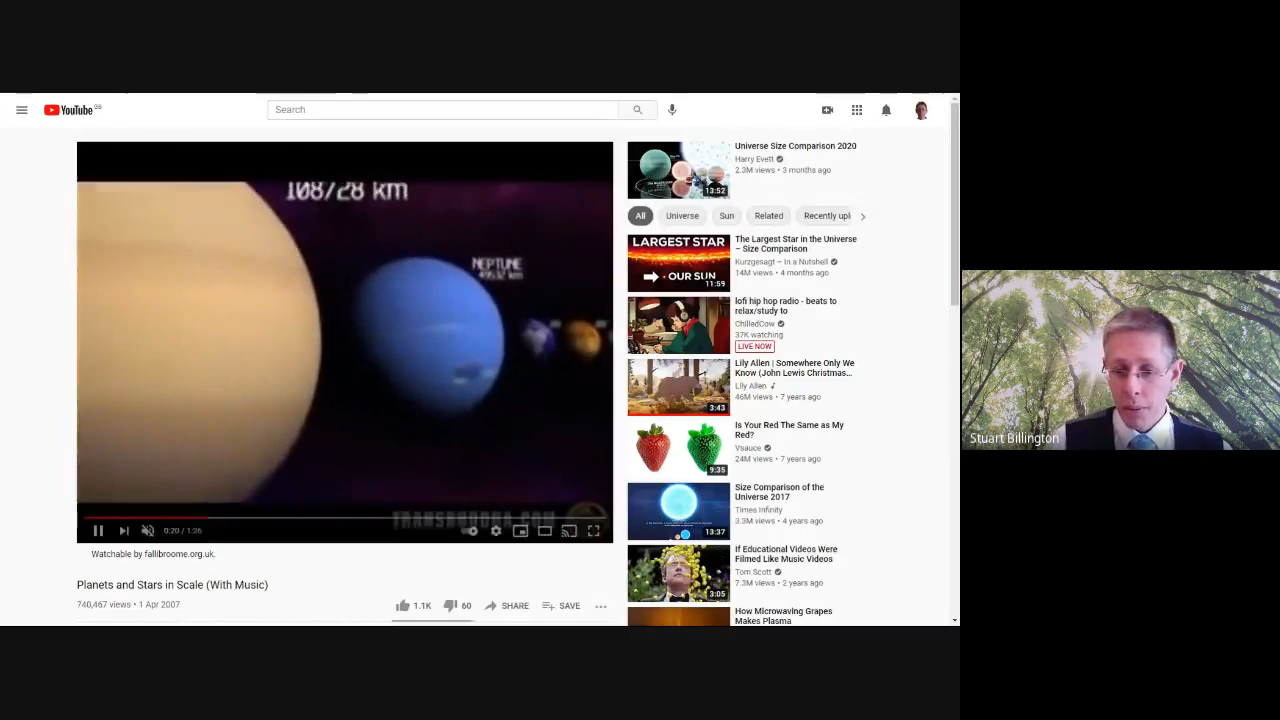 YouTube GB
Search
108728 km
NEPTUNE
0:20 / 1:26
Watchable by fallibroome.org.uk.
Planets and Stars in Scale (With Music)
740,467 views • 1 Apr 2007
1.1K
60
SHARE
SAVE
Universe Size Comparison 2020
Harry Evett
2.3M views • 3 months ago
13:52
All
Universe
Sun
Related
Recently upl
LARGEST STAR
OUR SUN
11:59
The Largest Star in the Universe
– Size Comparison
Kurzgesagt – In a Nutshell
14M views • 4 months ago
lofi hip hop radio - beats to
relax/study to
ChilledCow
37K watching
LIVE NOW
3:43
Lily Allen | Somewhere Only We
Know (John Lewis Christmas...
Lily Allen
46M views • 7 years ago
9:35
Is Your Red The Same as My
Red?
Vsauce
24M views • 7 years ago
13:37
Size Comparison of the
Universe 2017
Times Infinity
3.3M views • 4 years ago
3:05
If Educational Videos Were
Filmed Like Music Videos
Tom Scott
7.3M views • 2 years ago
How Microwaving Grapes
Makes Plasma
Stuart Billington